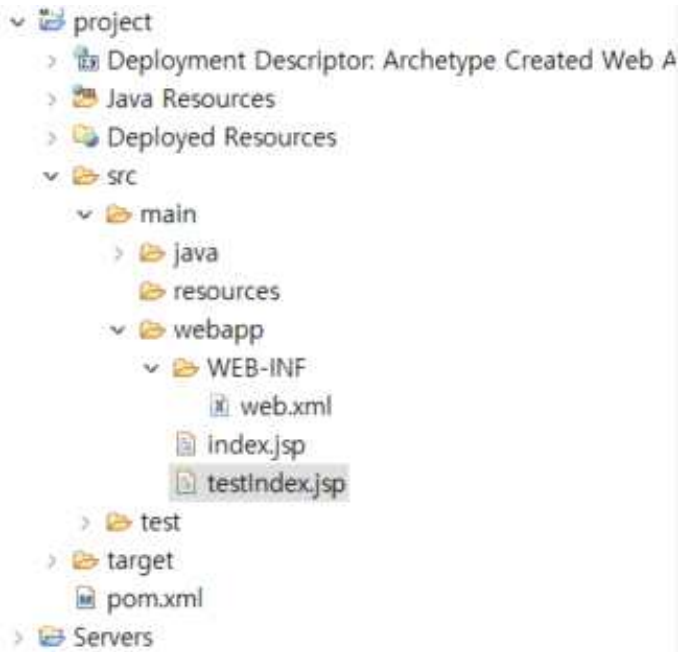 project
Deployment Descriptor: Archetype Created Web A
Java Resources
Deployed Resources
src
main
java
resources
webapp
WEB-INF
web.xml
index.jsp
testIndex.jsp
test
target
pom.xml
Servers